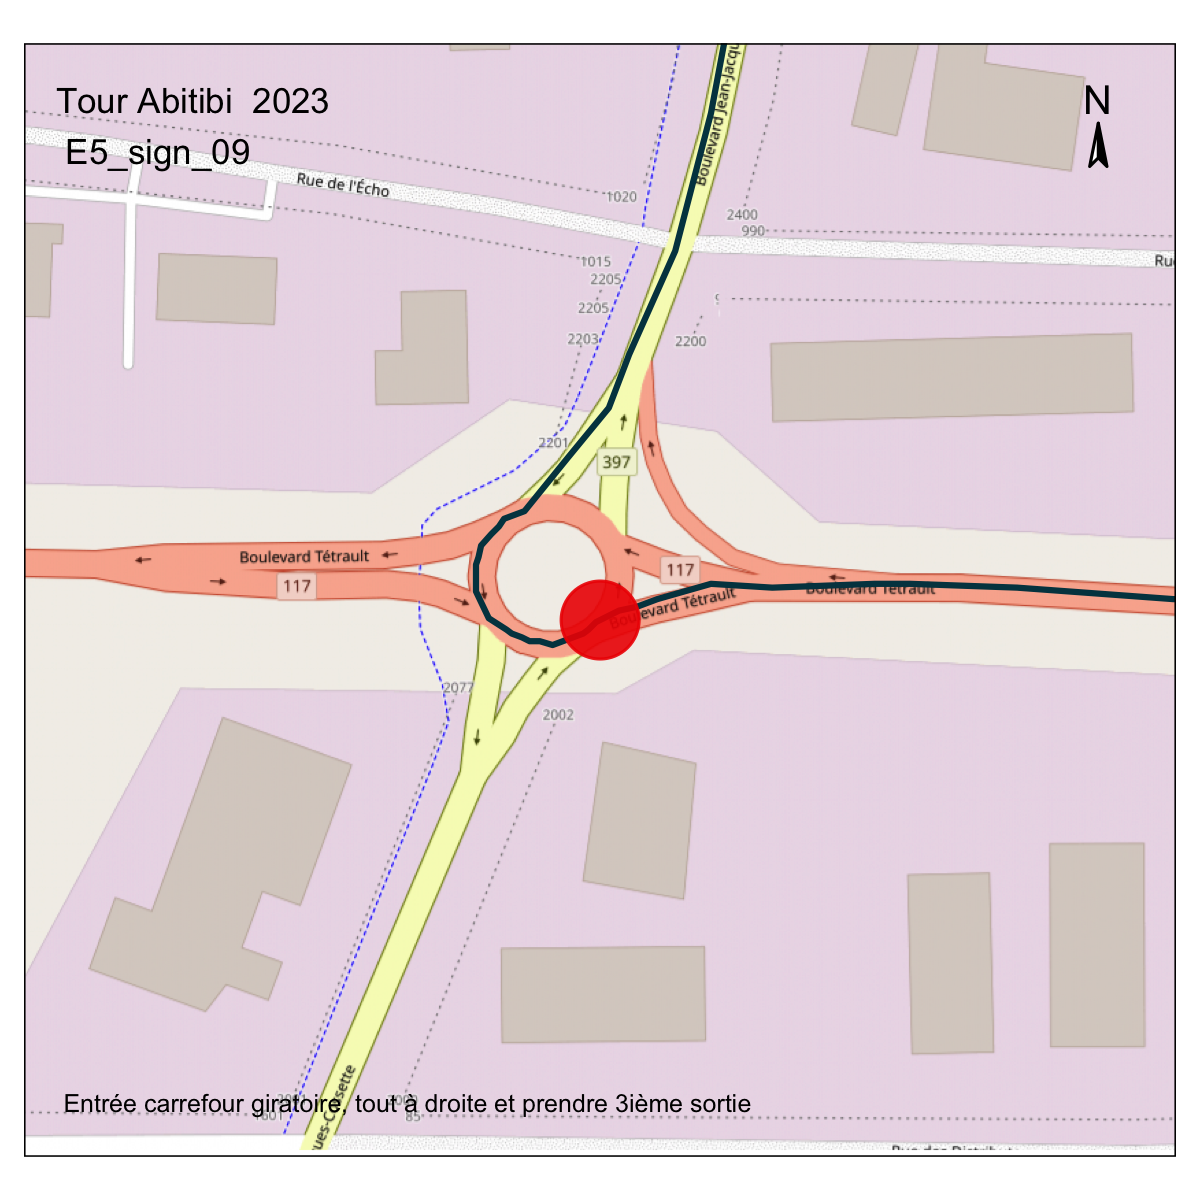 Tour Abitibi 2023
E5_sign_09
N
Boulevard Jean-Jacqu
Rue de l'Écho
1020
2400
990
1015
2205
2205
2203
2200
Ru
2201
397
Boulevard Tétrault
117
117
Boulevard Tétrault
Boulevard Tétrault
2077
2002
ues-Cossette
Entrée carrefour giratoire, tout à droite et prendre 3ième sortie
85